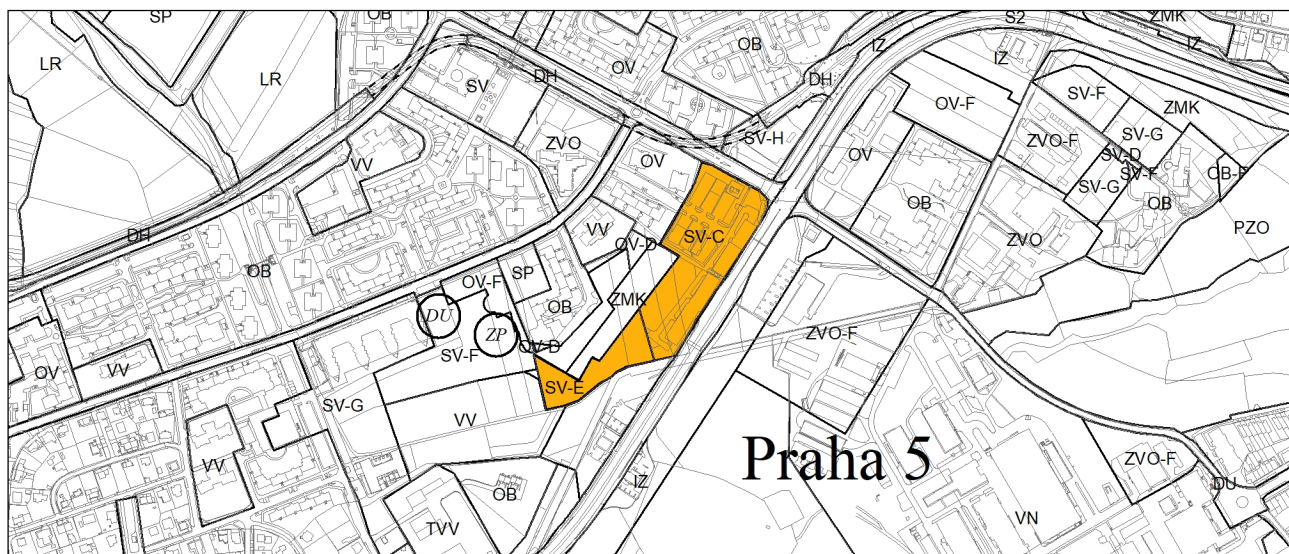 SP
OB
S2
ZMK
LR
LR
DH
OV
OB
IZ
IZ
IZ
SV
DH
SV-F
OV-F
ZMK
ZVO
SV-H
ZVO-F
SV-G
VV
OV
OV
SV-D
SV-F
OB-F
SV-G
OB
OB
PZO
DH
VV
OV-D
SV-C
ZVO
OB
OV-F
SP
ZMK
OB
DU
ZP
ZVO-F
SV-F
OV-D
OV
VV
SV-E
SV-G
VV
Praha 5
VV
ZVO-F
OB
IZ
DU
TVV
VN